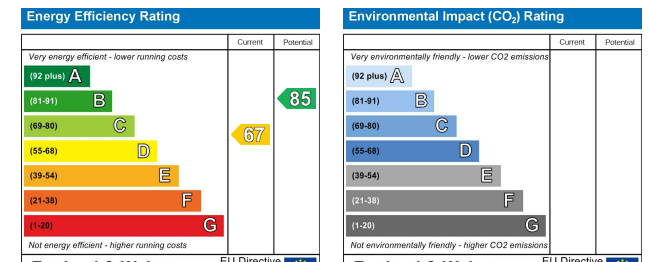 Energy Efficiency Rating
Current Potential
Very energy efficient - lower running costs
(92 plus) A
(81-91) B
85
(69-80) C
67
(55-68) D
(39-54) E
(21-38) F
(1-20) G
Not energy efficient - higher running costs
EU Directive
Environmental Impact (CO2) Rating
Current Potential
Very environmentally friendly - lower CO2 emissions
(92 plus) A
(81-91) B
(69-80) C
(55-68) D
(39-54) E
(21-38) F
(1-20) G
Not environmentally friendly - higher CO2 emissions
EU Directive